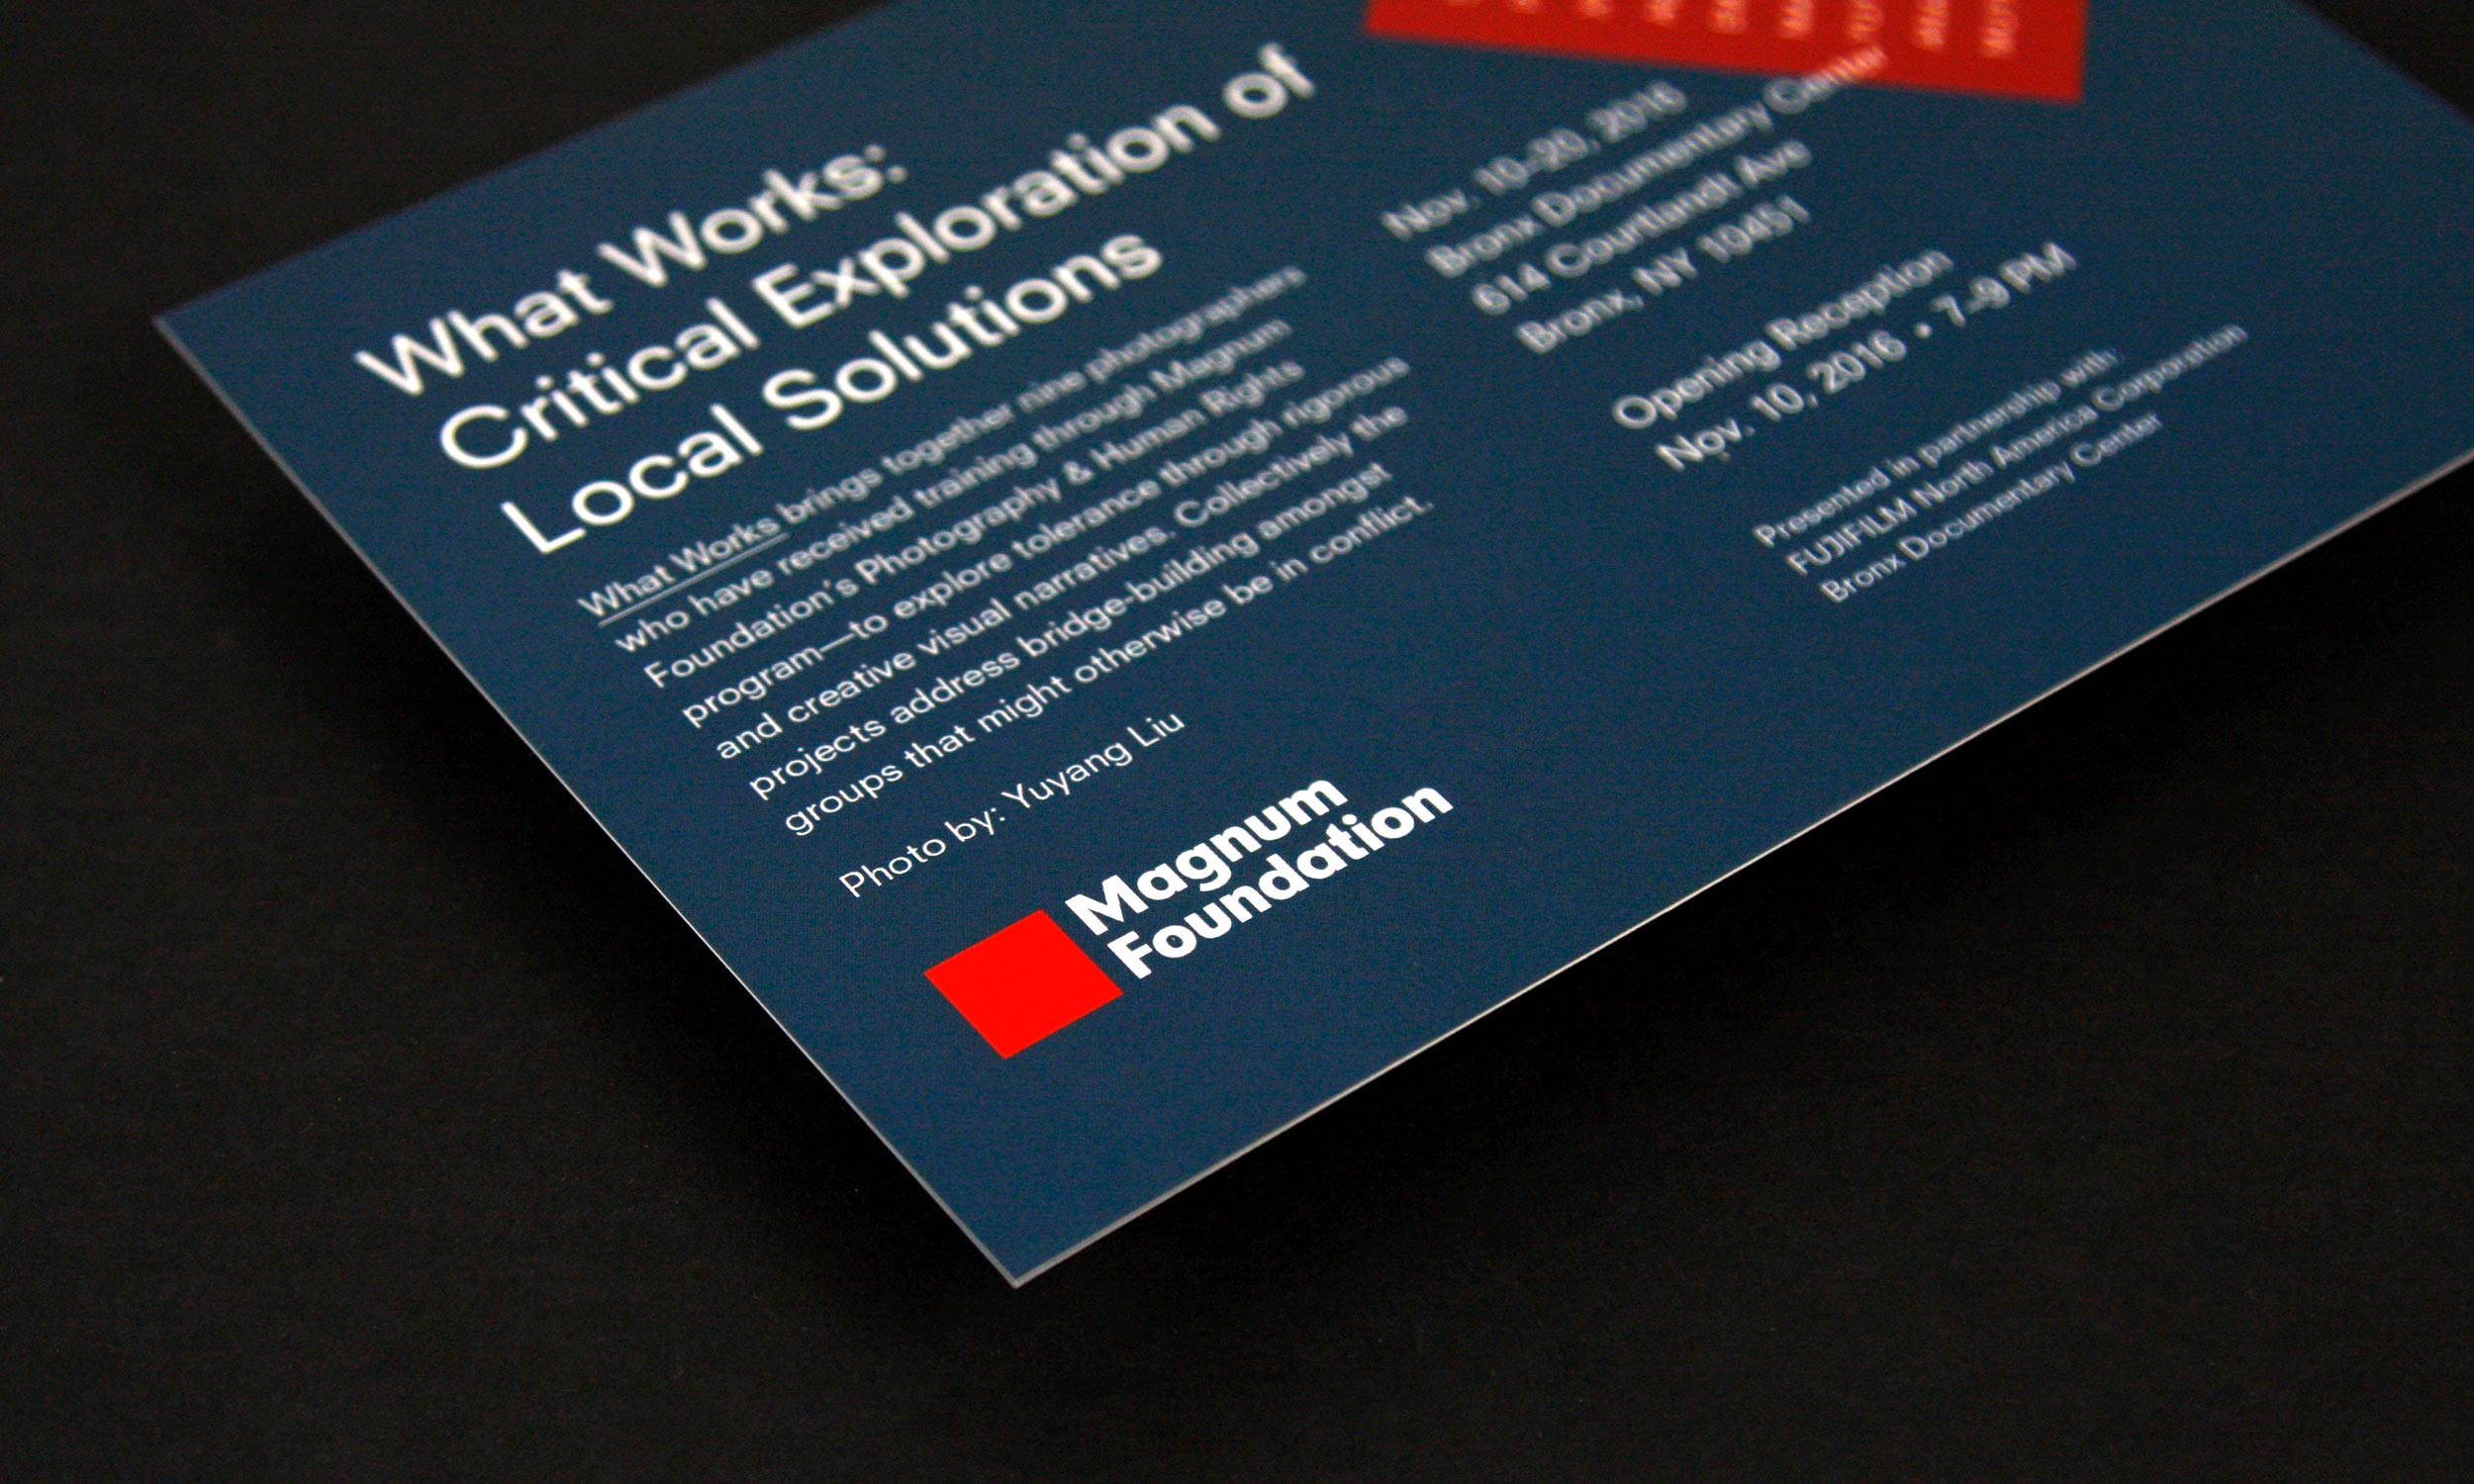 What Works:
Critical Exploration of
Local Solutions
What Works brings together nine photographers
who have received training through Magnum
Foundation's Photography & Human Rights
program—to explore tolerance through rigorous
and creative visual narratives. Collectively the
projects address bridge-building amongst
groups that might otherwise be in conflict.
Photo by: Yuyang Liu
Magnum
Foundation
Nov. 10–20, 2016
Bronx Documentary Center
614 Courtlandt Ave
Bronx, NY 10451
Opening Reception
Nov. 10, 2016 • 7–9 PM
Presented in partnership with:
FUJIFILM North America Corporation
Bronx Documentary Center